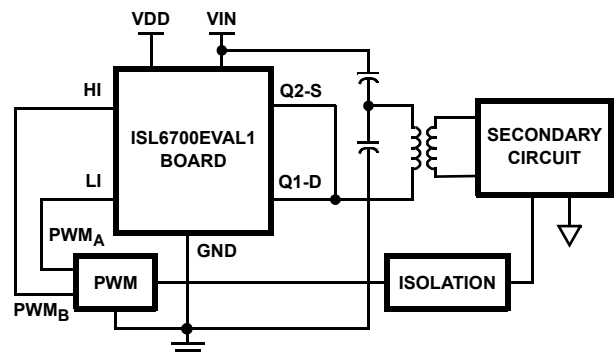 VDD
VIN
HI
Q2-S
ISL6700EVAL1
BOARD
SECONDARY
CIRCUIT
LI
Q1-D
PWMA
GND
PWM
ISOLATION
PWMB